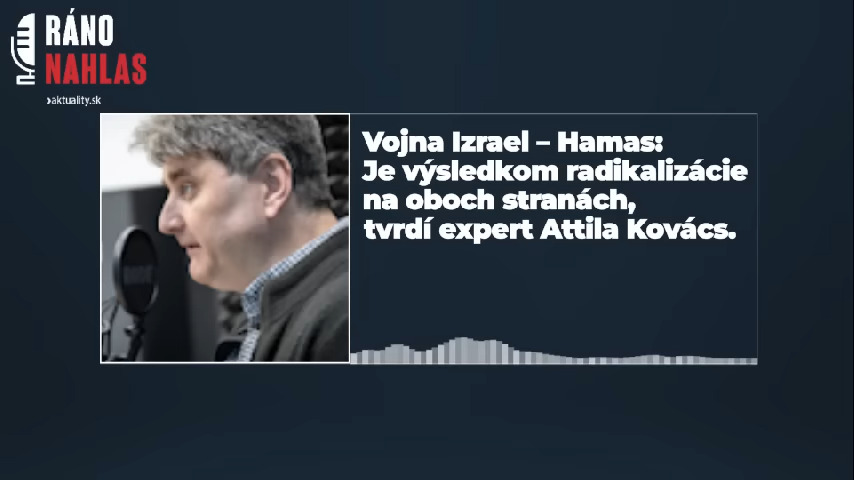 RÁNO
NAHLAS
aktuality.sk
Vojna Izrael – Hamas:
Je výsledkom radikalizácie
na oboch stranách,
tvrdí expert Attila Kovács.